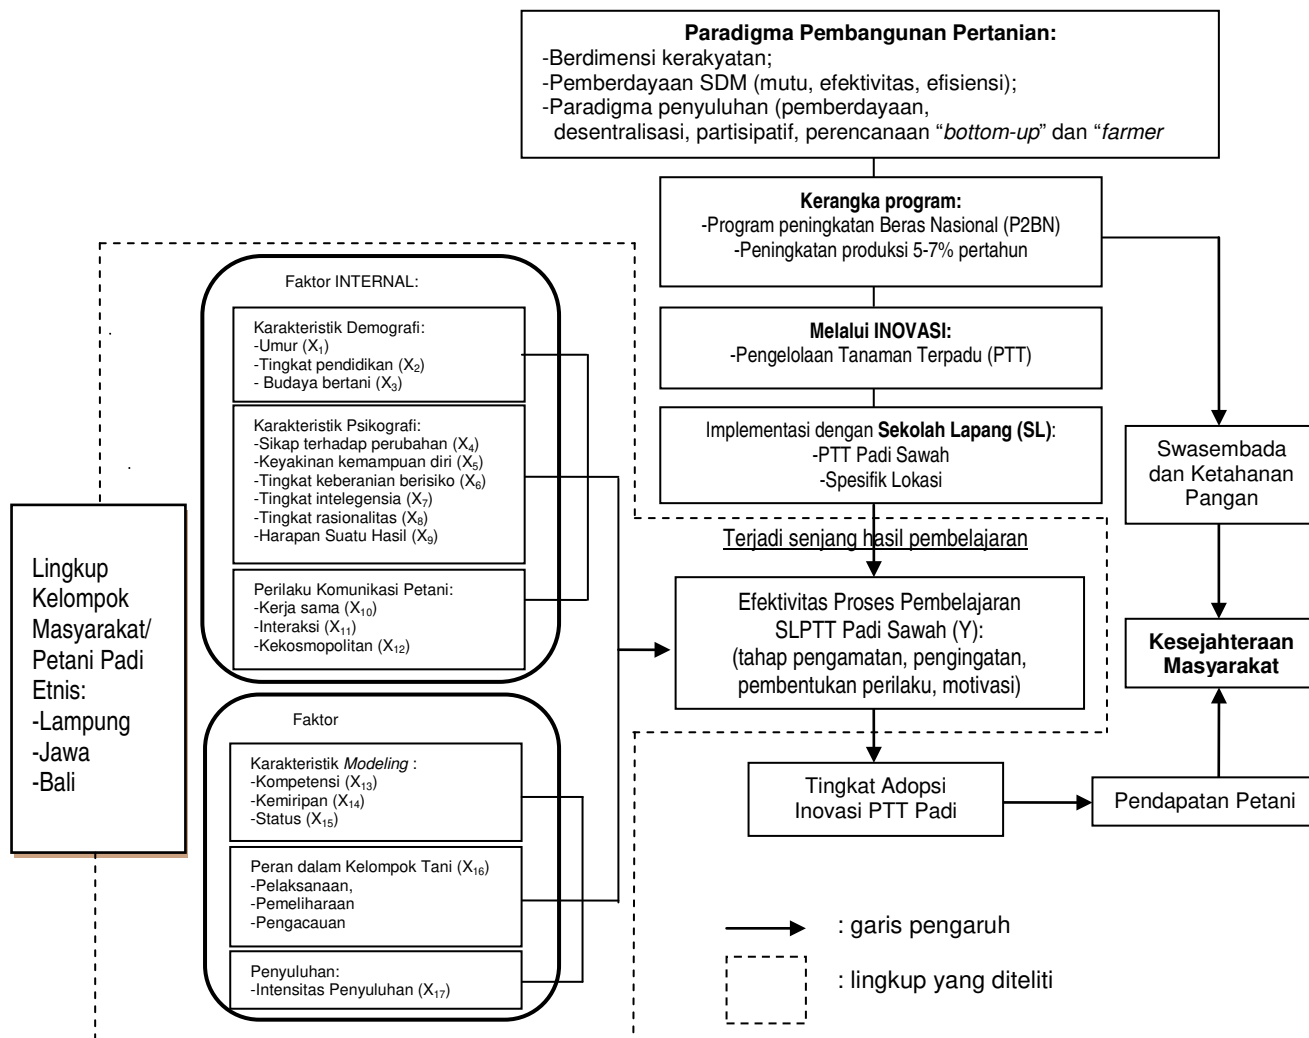 Paradigma Pembangunan Pertanian:
-Berdimensi kerakyatan;
-Pemberdayaan SDM (mutu, efektivitas, efisiensi);
-Paradigma penyuluhan (pemberdayaan,
desentralisasi, partisipatif, perencanaan “bottom-up” dan “farmer
Kerangka program:
-Program peningkatan Beras Nasional (P2BN)
-Peningkatan produksi 5-7% pertahun
Melalui INOVASI:
-Pengelolaan Tanaman Terpadu (PTT)
Implementasi dengan Sekolah Lapang (SL):
-PTT Padi Sawah
-Spesifik Lokasi
Swasembada
dan Ketahanan
Pangan
Kesejahteraan
Masyarakat
Faktor INTERNAL:
Karakteristik Demografi:
-Umur (X₁)
-Tingkat pendidikan (X₂)
- Budaya bertani (X₃)
Karakteristik Psikografi:
-Sikap terhadap perubahan (X₄)
-Keyakinan kemampuan diri (X₅)
-Tingkat keberanian berisiko (X₆)
-Tingkat intelegensia (X₇)
-Tingkat rasionalitas (X₈)
-Harapan Suatu Hasil (X₉)
Perilaku Komunikasi Petani:
-Kerja sama (X₁₀)
-Interaksi (X₁₁)
-Kekosmopolitan (X₁₂)
Lingkup
Kelompok
Masyarakat/
Petani Padi
Etnis:
-Lampung
-Jawa
-Bali
Terjadi senjang hasil pembelajaran
Efektivitas Proses Pembelajaran
SLPTT Padi Sawah (Y):
(tahap pengamatan, pengingatan,
pembentukan perilaku, motivasi)
Faktor
Karakteristik Modeling :
-Kompetensi (X₁₃)
-Kemiripan (X₁₄)
-Status (X₁₅)
Peran dalam Kelompok Tani (X₁₆)
-Pelaksanaan,
-Pemeliharaan
-Pengacauan
Penyuluhan:
-Intensitas Penyuluhan (X₁₇)
Tingkat Adopsi
Inovasi PTT Padi
Pendapatan Petani
: garis pengaruh
: lingkup yang diteliti